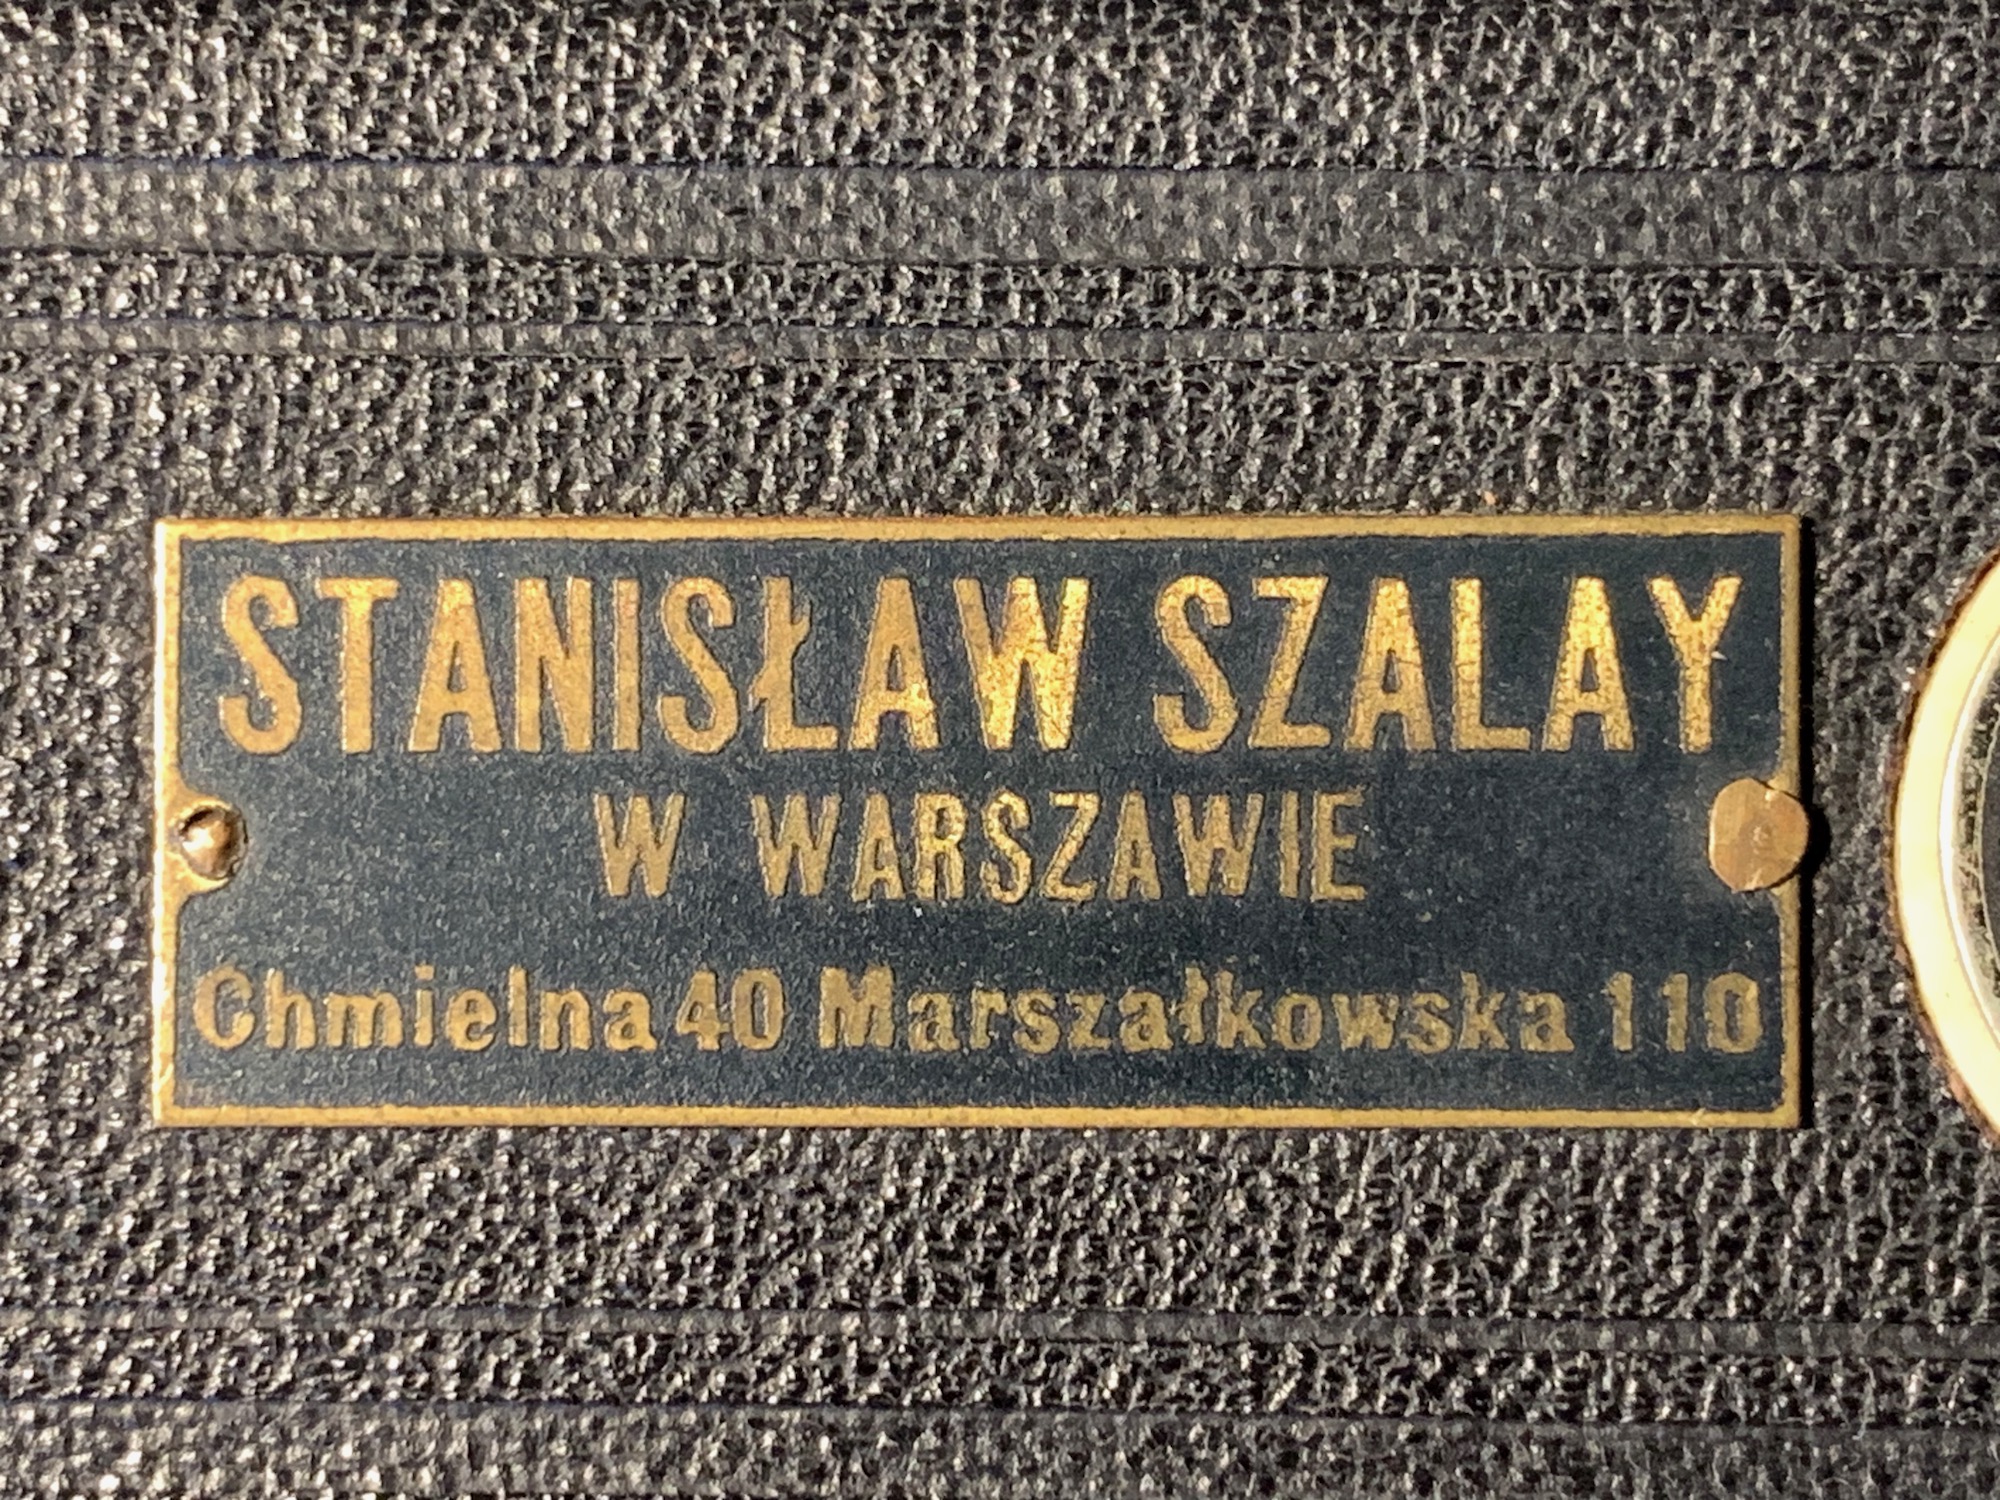 STANISŁAW SZALAY
W WARSZAWIE
Chmielna 40 Marszałkowska 110